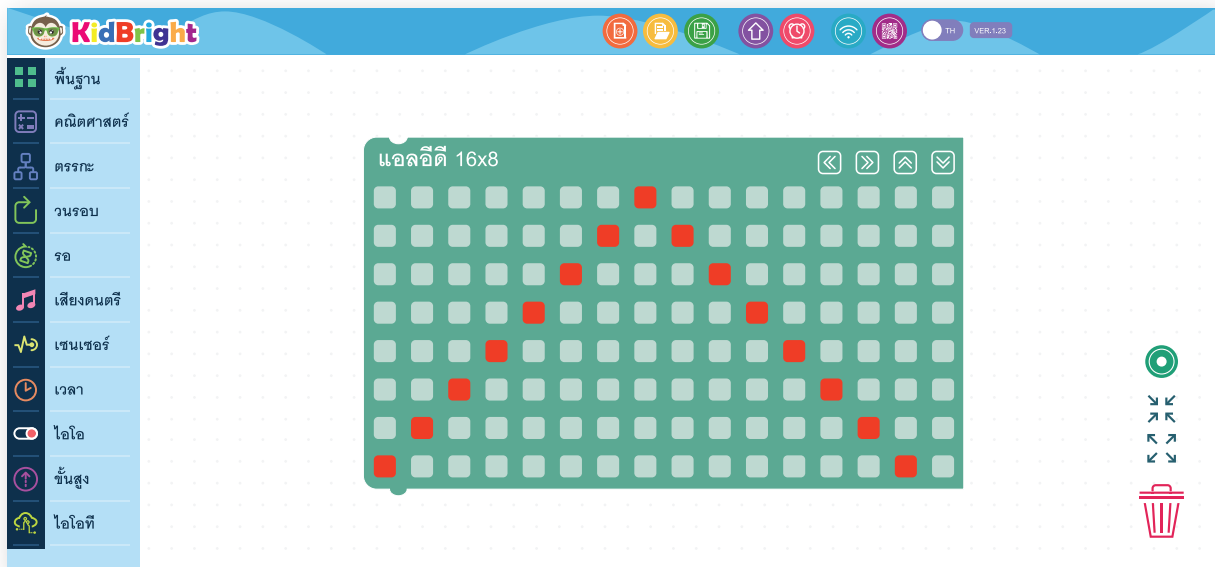 KidBright
TH
VER.1.23
พื้นฐาน
คณิตศาสตร์
ตรรกะ
วนรอบ
รอ
เสียงดนตรี
เซนเซอร์
เวลา
ไอโอ
ขั้นสูง
ไอโอที
แอลอีดี 16x8